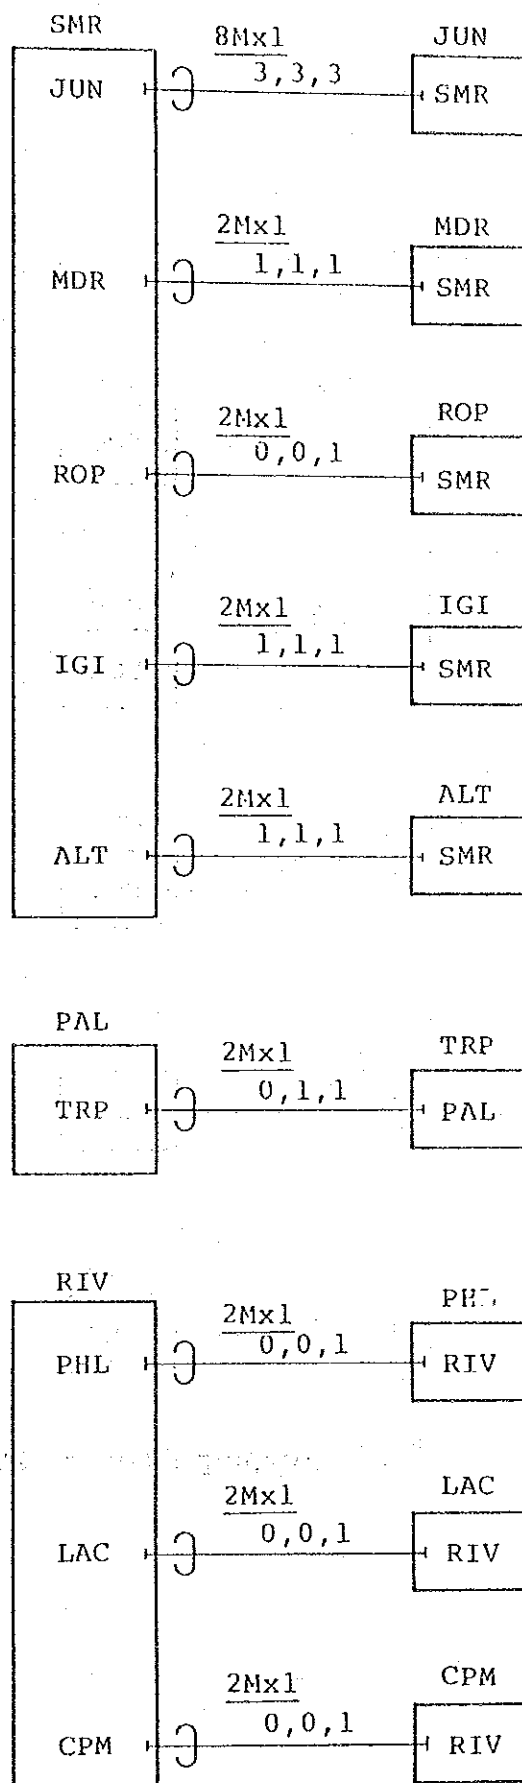 SMR
8Mx1
JUN
JUN
3,3,3
SMR
2Mx1
MDR
MDR
1,1,1
SMR
2Mx1
ROP
ROP
0,0,1
SMR
2Mx1
IGI
IGI
1,1,1
SMR
2Mx1
ALT
ALT
1,1,1
SMR
PAL
2Mx1
TRP
TRP
0,1,1
PAL
RIV
2Mx1
PHL
0,0,1
RIV
2Mx1
LAC
LAC
0,0,1
RIV
2Mx1
CPM
CPM
0,0,1
RIV